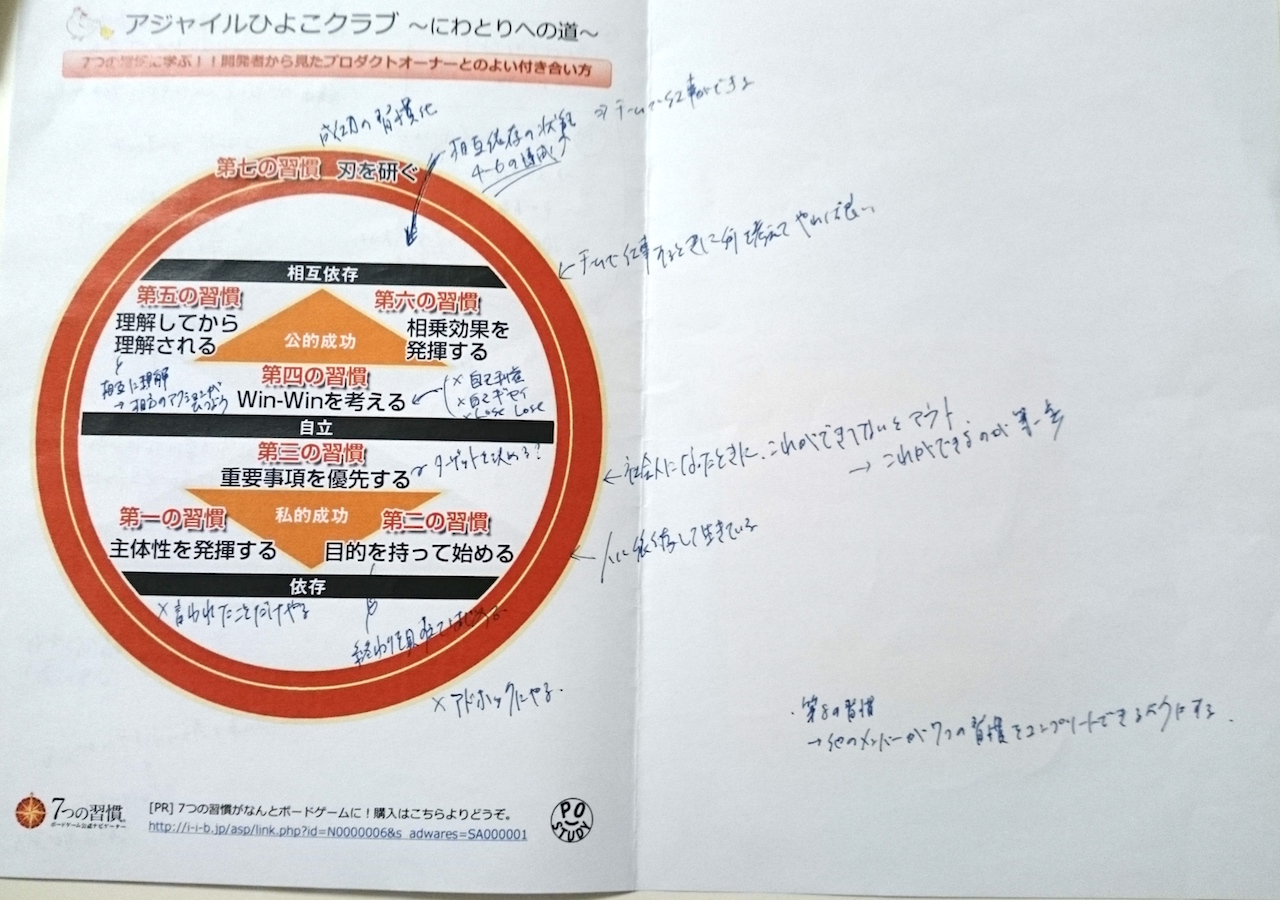 アジャイルひよこクラブ ～にわとりへの道～
7つの習慣に学ぶ！！開発者から見たプロダクトオーナーとのよい付き合い方
成功の習慣化
相互依存の状態 ⇒ チームで仕事ができる
4~6の達成
第七の習慣 刃を研ぐ
← チームで仕事するときに何を考えてやれば良い
相互依存
第五の習慣
理解してから
理解される
第六の習慣
相乗効果を
発揮する
公的成功
相互に理解
→ 相互のアクションが
第四の習慣
Win-Winを考える
× 自己利益
× 自己ギセイ
× Lose Lose
自立
← 社会人になったときに、これができてないとアウト
→ これができるのが第一歩
第三の習慣
重要事項を優先する
ターゲットを決める?
第一の習慣
主体性を発揮する
私的成功
第二の習慣
目的を持って始める
← 人に依存して生きている
依存
× 言われたことだけやる
終わりを見立てはじめる
× アドホックにやる.
・第8の習慣
→ 他のメンバーが7つの習慣をコンプリートできるようにする.
7つの習慣
ボードゲーム公認ナビゲーター
[PR] 7つの習慣がなんとボードゲームに！購入はこちらよりどうぞ。
http://i-i-b.jp/asp/link.php?id=N0000006&s_adwares=SA000001
PO
STUDY